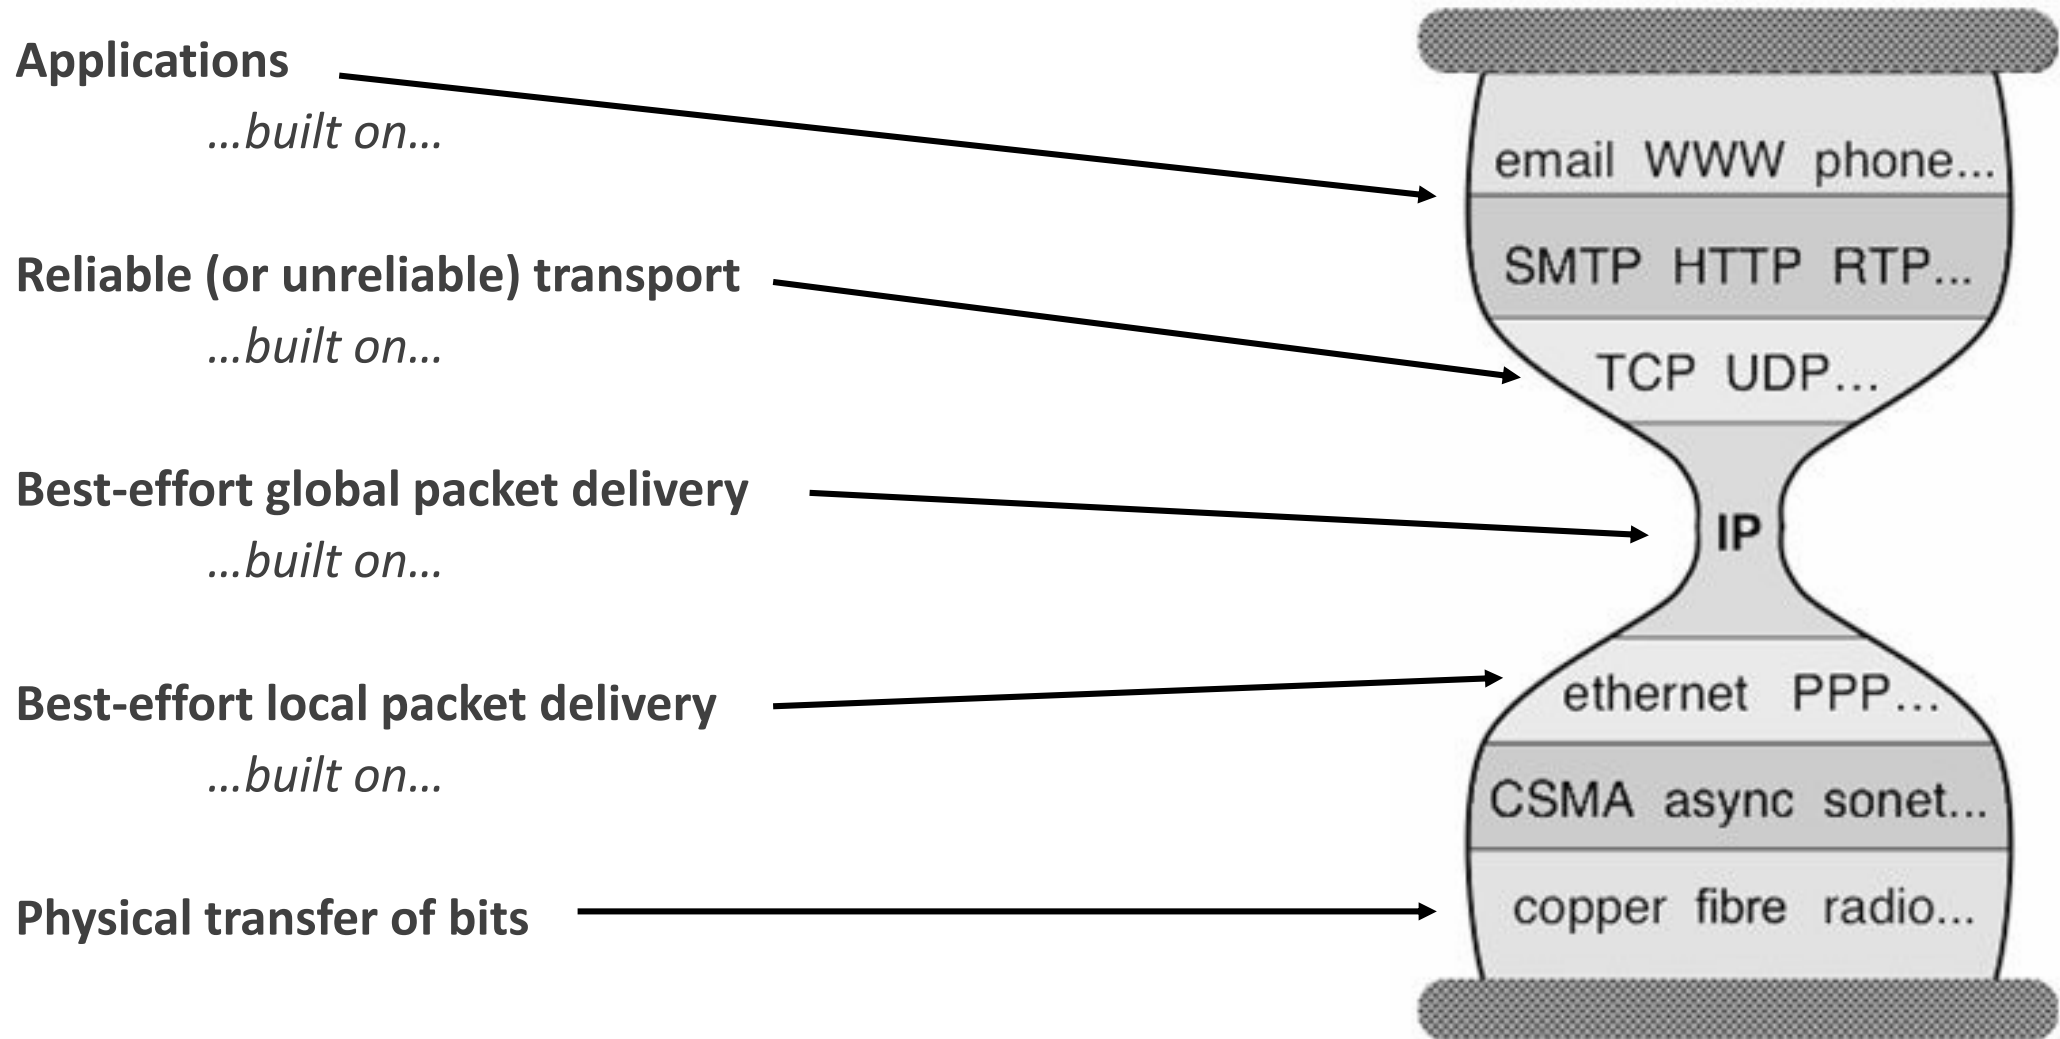 Applications
...built on...
Reliable (or unreliable) transport
...built on...
Best-effort global packet delivery
...built on...
Best-effort local packet delivery
...built on...
Physical transfer of bits
email WWW phone...
SMTP HTTP RTP...
TCP UDP...
IP
ethernet PPP...
CSMA async sonet...
copper fibre radio...